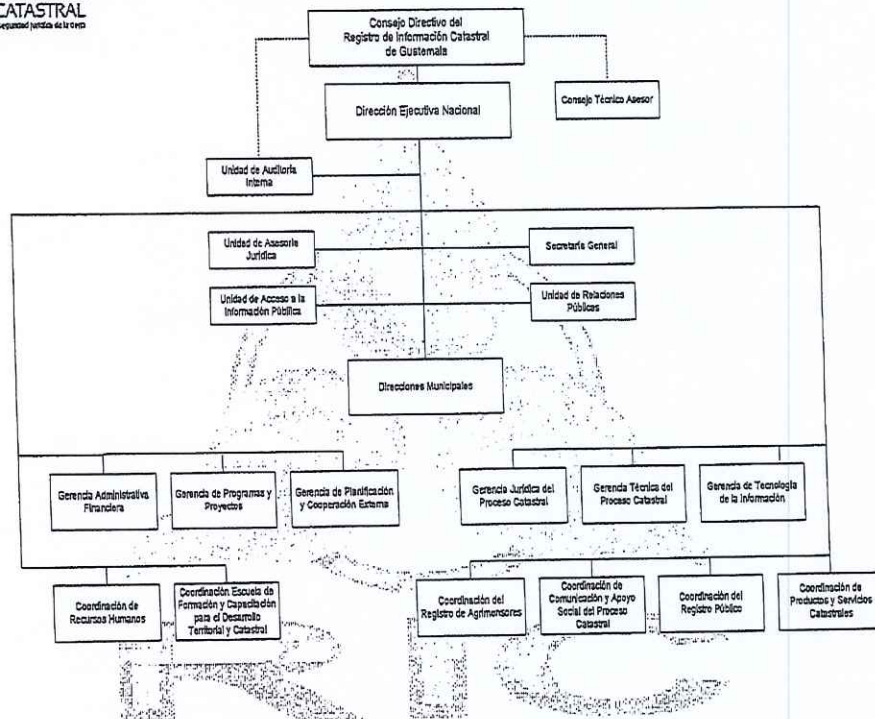 CATASTRAL
Consejo Directivo del
Registro de Información Catastral
de Guatemala
Dirección Ejecutiva Nacional
Consejo Técnico Asesor
Unidad de Auditoría
Interna
Unidad de Asesoría
Jurídica
Secretaría General
Unidad de Acceso a la
Información Pública
Unidad de Relaciones
Públicas
Direcciones Municipales
Gerencia Administrativa
Financiera
Gerencia de Programas y
Proyectos
Gerencia de Planificación
y Cooperación Externa
Gerencia Jurídica del
Proceso Catastral
Gerencia Técnica del
Proceso Catastral
Gerencia de Tecnología
de la Información
Coordinación de
Recursos Humanos
Coordinación Escuela de
Formación y Capacitación
para el Desarrollo
Territorial y Catastral
Coordinación del
Registro de Agrimensores
Coordinación de
Comunicación y Apoyo
Social del Proceso
Catastral
Coordinación del
Registro Público
Coordinación de
Productos y Servicios
Catastrales
RIC